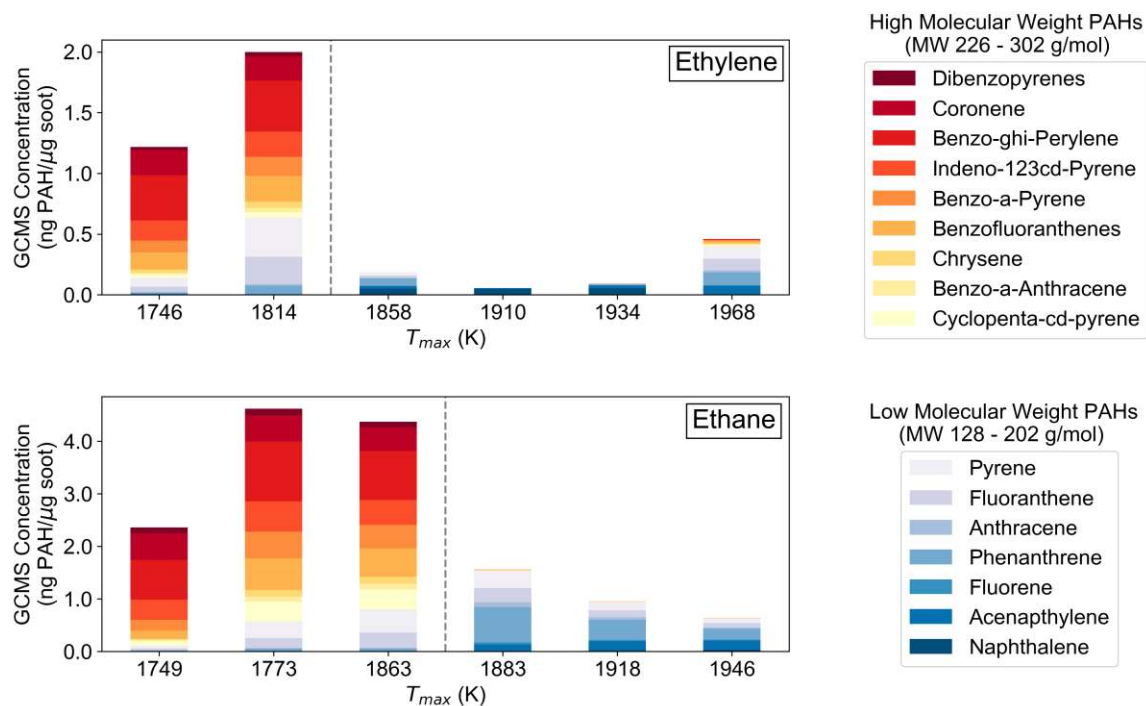 Ethylene
GCMS Concentration
(ng PAH/μg soot)
2.0
1.5
1.0
0.5
0.0
1746 1814 1858 1910 1934 1968
Tmax (K)
Ethane
GCMS Concentration
(ng PAH/μg soot)
4.0
3.0
2.0
1.0
0.0
1749 1773 1863 1883 1918 1946
Tmax (K)
High Molecular Weight PAHs
(MW 226 - 302 g/mol)
Dibenzopyrenes
Coronene
Benzo-ghi-Perylene
Indeno-123cd-Pyrene
Benzo-a-Pyrene
Benzofluoranthenes
Chrysene
Benzo-a-Anthracene
Cyclopenta-cd-pyrene
Low Molecular Weight PAHs
(MW 128 - 202 g/mol)
Pyrene
Fluoranthene
Anthracene
Phenanthrene
Fluorene
Acenapthylene
Naphthalene